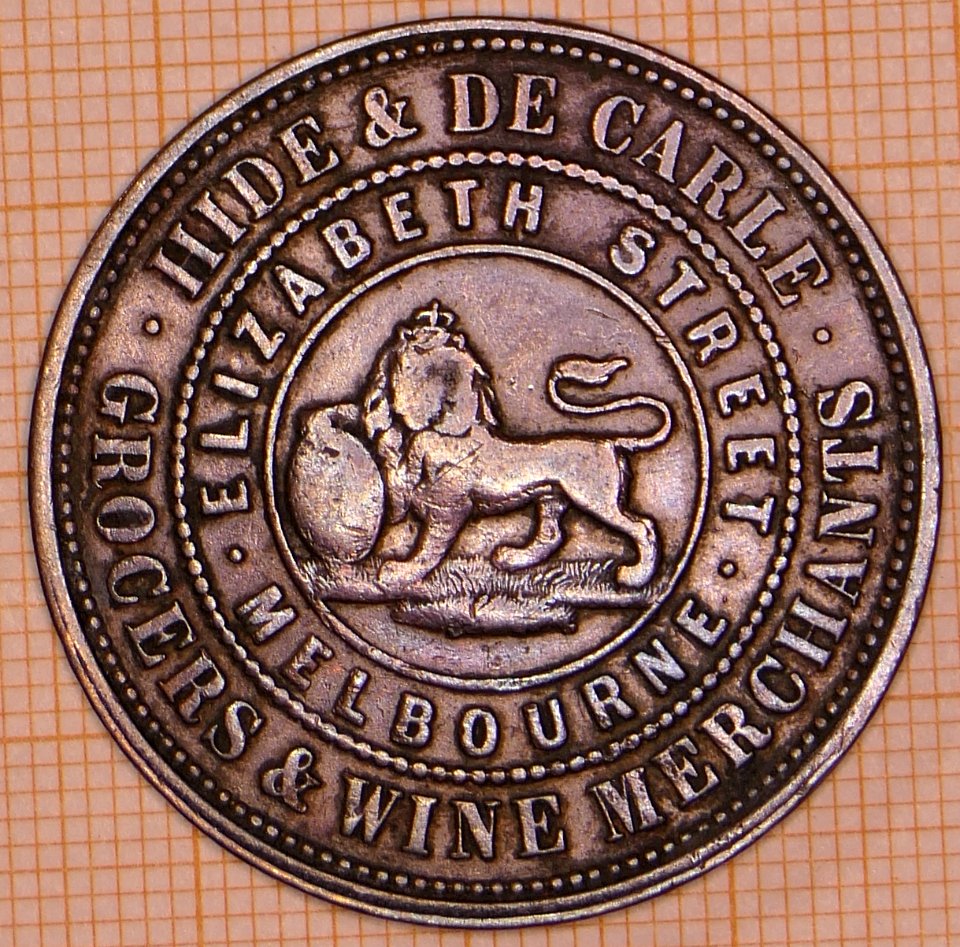 HIDE & DE CARLE
· GROCERS & WINE MERCHANTS ·
ELIZABETH STREET
· MELBOURNE ·